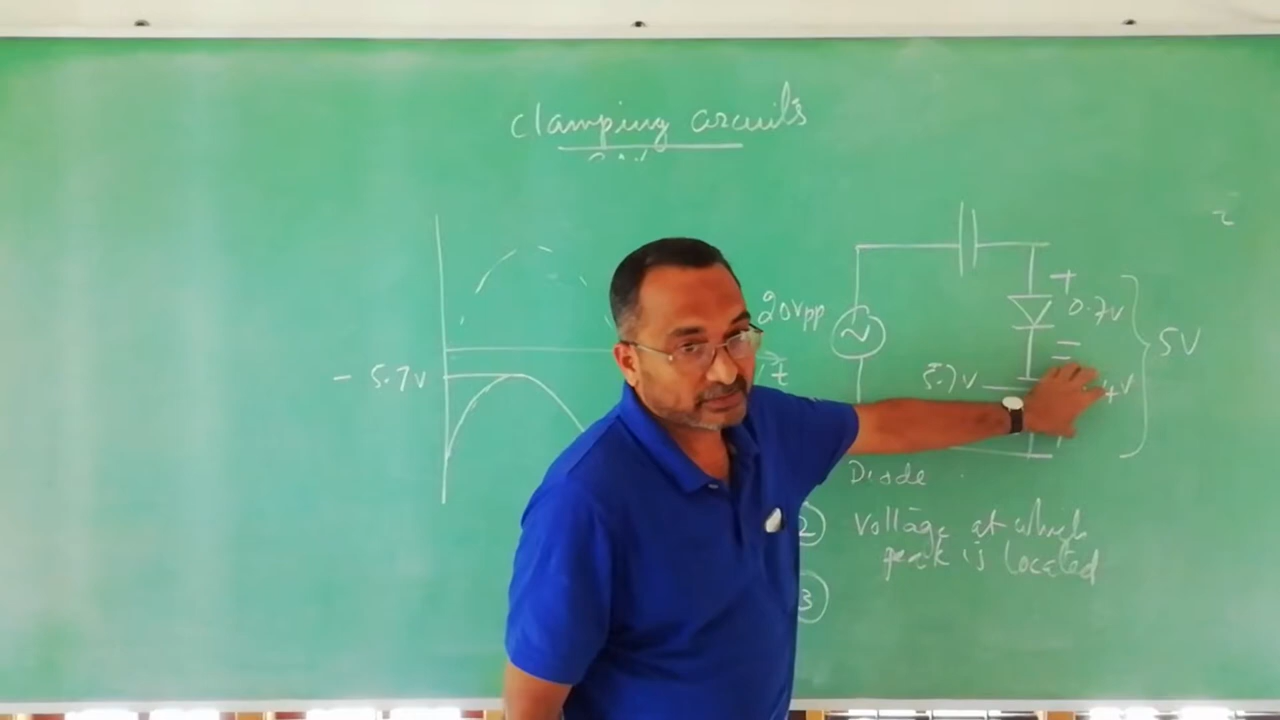 clamping circuits
20Vpp
+
0.7V
5V
- 5.7V
t
5.7V
Diode
2 Voltage at which
peak is located
3